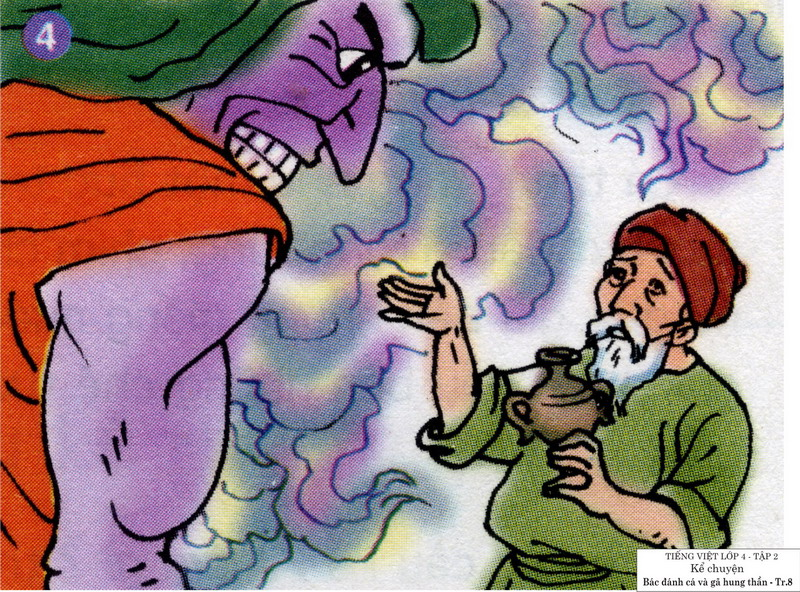 4
TIẾNG VIỆT LỚP 4 - TẬP 2
Kể chuyện
Bác đánh cá và gã hung thần - Tr.8